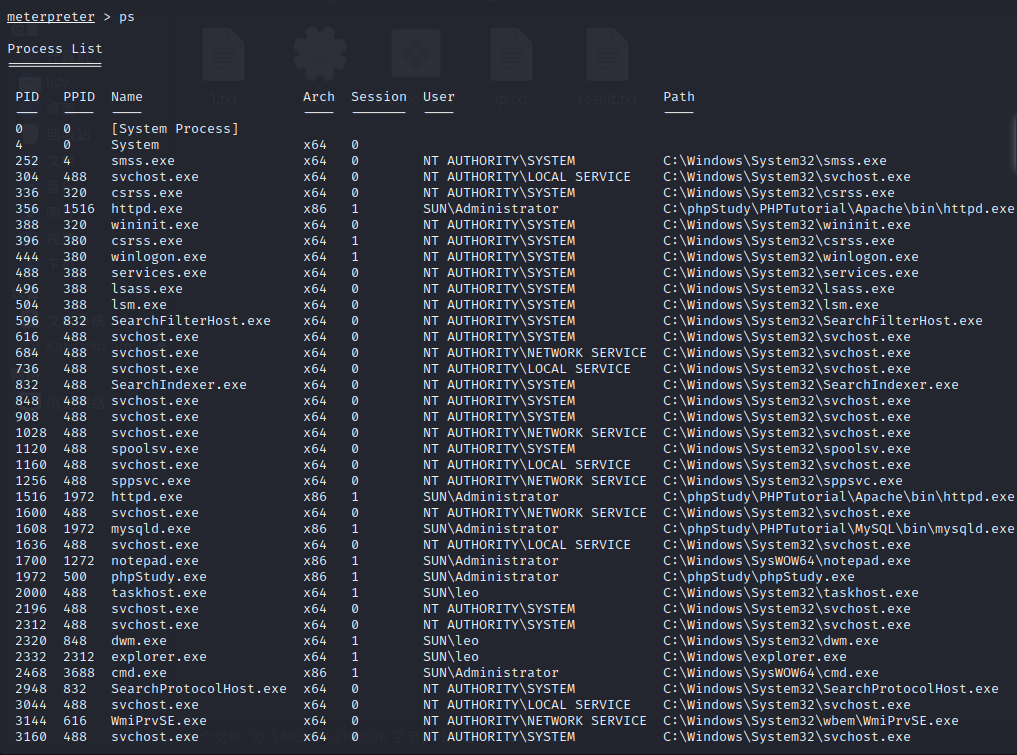 meterpreter > ps
Process List
PID PPID Name Arch Session User Path
0 0 [System Process]
4 0 System x64 0
252 4 smss.exe x64 0 NT AUTHORITY\SYSTEM C:\Windows\System32\smss.exe
304 488 svchost.exe x64 0 NT AUTHORITY\LOCAL SERVICE C:\Windows\System32\svchost.exe
336 320 csrss.exe x64 0 NT AUTHORITY\SYSTEM C:\Windows\System32\csrss.exe
356 1516 httpd.exe x86 1 SUN\Administrator C:\phpStudy\PHPTutorial\Apache\bin\httpd.exe
388 320 wininit.exe x64 0 NT AUTHORITY\SYSTEM C:\Windows\System32\wininit.exe
396 380 csrss.exe x64 1 NT AUTHORITY\SYSTEM C:\Windows\System32\csrss.exe
444 380 winlogon.exe x64 1 NT AUTHORITY\SYSTEM C:\Windows\System32\winlogon.exe
488 388 services.exe x64 0 NT AUTHORITY\SYSTEM C:\Windows\System32\services.exe
496 388 lsass.exe x64 0 NT AUTHORITY\SYSTEM C:\Windows\System32\lsass.exe
504 388 lsm.exe x64 0 NT AUTHORITY\SYSTEM C:\Windows\System32\lsm.exe
596 832 SearchFilterHost.exe x64 0 NT AUTHORITY\SYSTEM C:\Windows\System32\SearchFilterHost.exe
616 488 svchost.exe x64 0 NT AUTHORITY\SYSTEM C:\Windows\System32\svchost.exe
684 488 svchost.exe x64 0 NT AUTHORITY\NETWORK SERVICE C:\Windows\System32\svchost.exe
736 488 svchost.exe x64 0 NT AUTHORITY\LOCAL SERVICE C:\Windows\System32\svchost.exe
832 488 SearchIndexer.exe x64 0 NT AUTHORITY\SYSTEM C:\Windows\System32\SearchIndexer.exe
848 488 svchost.exe x64 0 NT AUTHORITY\SYSTEM C:\Windows\System32\svchost.exe
908 488 svchost.exe x64 0 NT AUTHORITY\SYSTEM C:\Windows\System32\svchost.exe
1028 488 svchost.exe x64 0 NT AUTHORITY\NETWORK SERVICE C:\Windows\System32\svchost.exe
1120 488 spoolsv.exe x64 0 NT AUTHORITY\SYSTEM C:\Windows\System32\spoolsv.exe
1160 488 svchost.exe x64 0 NT AUTHORITY\LOCAL SERVICE C:\Windows\System32\svchost.exe
1256 488 sppsvc.exe x64 0 NT AUTHORITY\NETWORK SERVICE C:\Windows\System32\sppsvc.exe
1516 1972 httpd.exe x86 1 SUN\Administrator C:\phpStudy\PHPTutorial\Apache\bin\httpd.exe
1600 488 svchost.exe x64 0 NT AUTHORITY\NETWORK SERVICE C:\Windows\System32\svchost.exe
1608 1972 mysqld.exe x86 1 SUN\Administrator C:\phpStudy\PHPTutorial\MySQL\bin\mysqld.exe
1636 488 svchost.exe x64 0 NT AUTHORITY\LOCAL SERVICE C:\Windows\System32\svchost.exe
1700 1272 notepad.exe x86 1 SUN\Administrator C:\Windows\SysWOW64\notepad.exe
1972 500 phpStudy.exe x86 1 SUN\Administrator C:\phpStudy\phpStudy.exe
2000 488 taskhost.exe x64 1 SUN\leo C:\Windows\System32\taskhost.exe
2196 488 svchost.exe x64 0 NT AUTHORITY\SYSTEM C:\Windows\System32\svchost.exe
2312 488 svchost.exe x64 0 NT AUTHORITY\SYSTEM C:\Windows\System32\svchost.exe
2320 848 dwm.exe x64 1 SUN\leo C:\Windows\System32\dwm.exe
2332 2312 explorer.exe x64 1 SUN\leo C:\Windows\explorer.exe
2468 3688 cmd.exe x86 1 SUN\Administrator C:\Windows\SysWOW64\cmd.exe
2948 832 SearchProtocolHost.exe x64 0 NT AUTHORITY\SYSTEM C:\Windows\System32\SearchProtocolHost.exe
3044 488 svchost.exe x64 0 NT AUTHORITY\LOCAL SERVICE C:\Windows\System32\svchost.exe
3144 616 WmiPrvSE.exe x64 0 NT AUTHORITY\NETWORK SERVICE C:\Windows\System32\wbem\WmiPrvSE.exe
3160 488 svchost.exe x64 0 NT AUTHORITY\SYSTEM C:\Windows\System32\svchost.exe